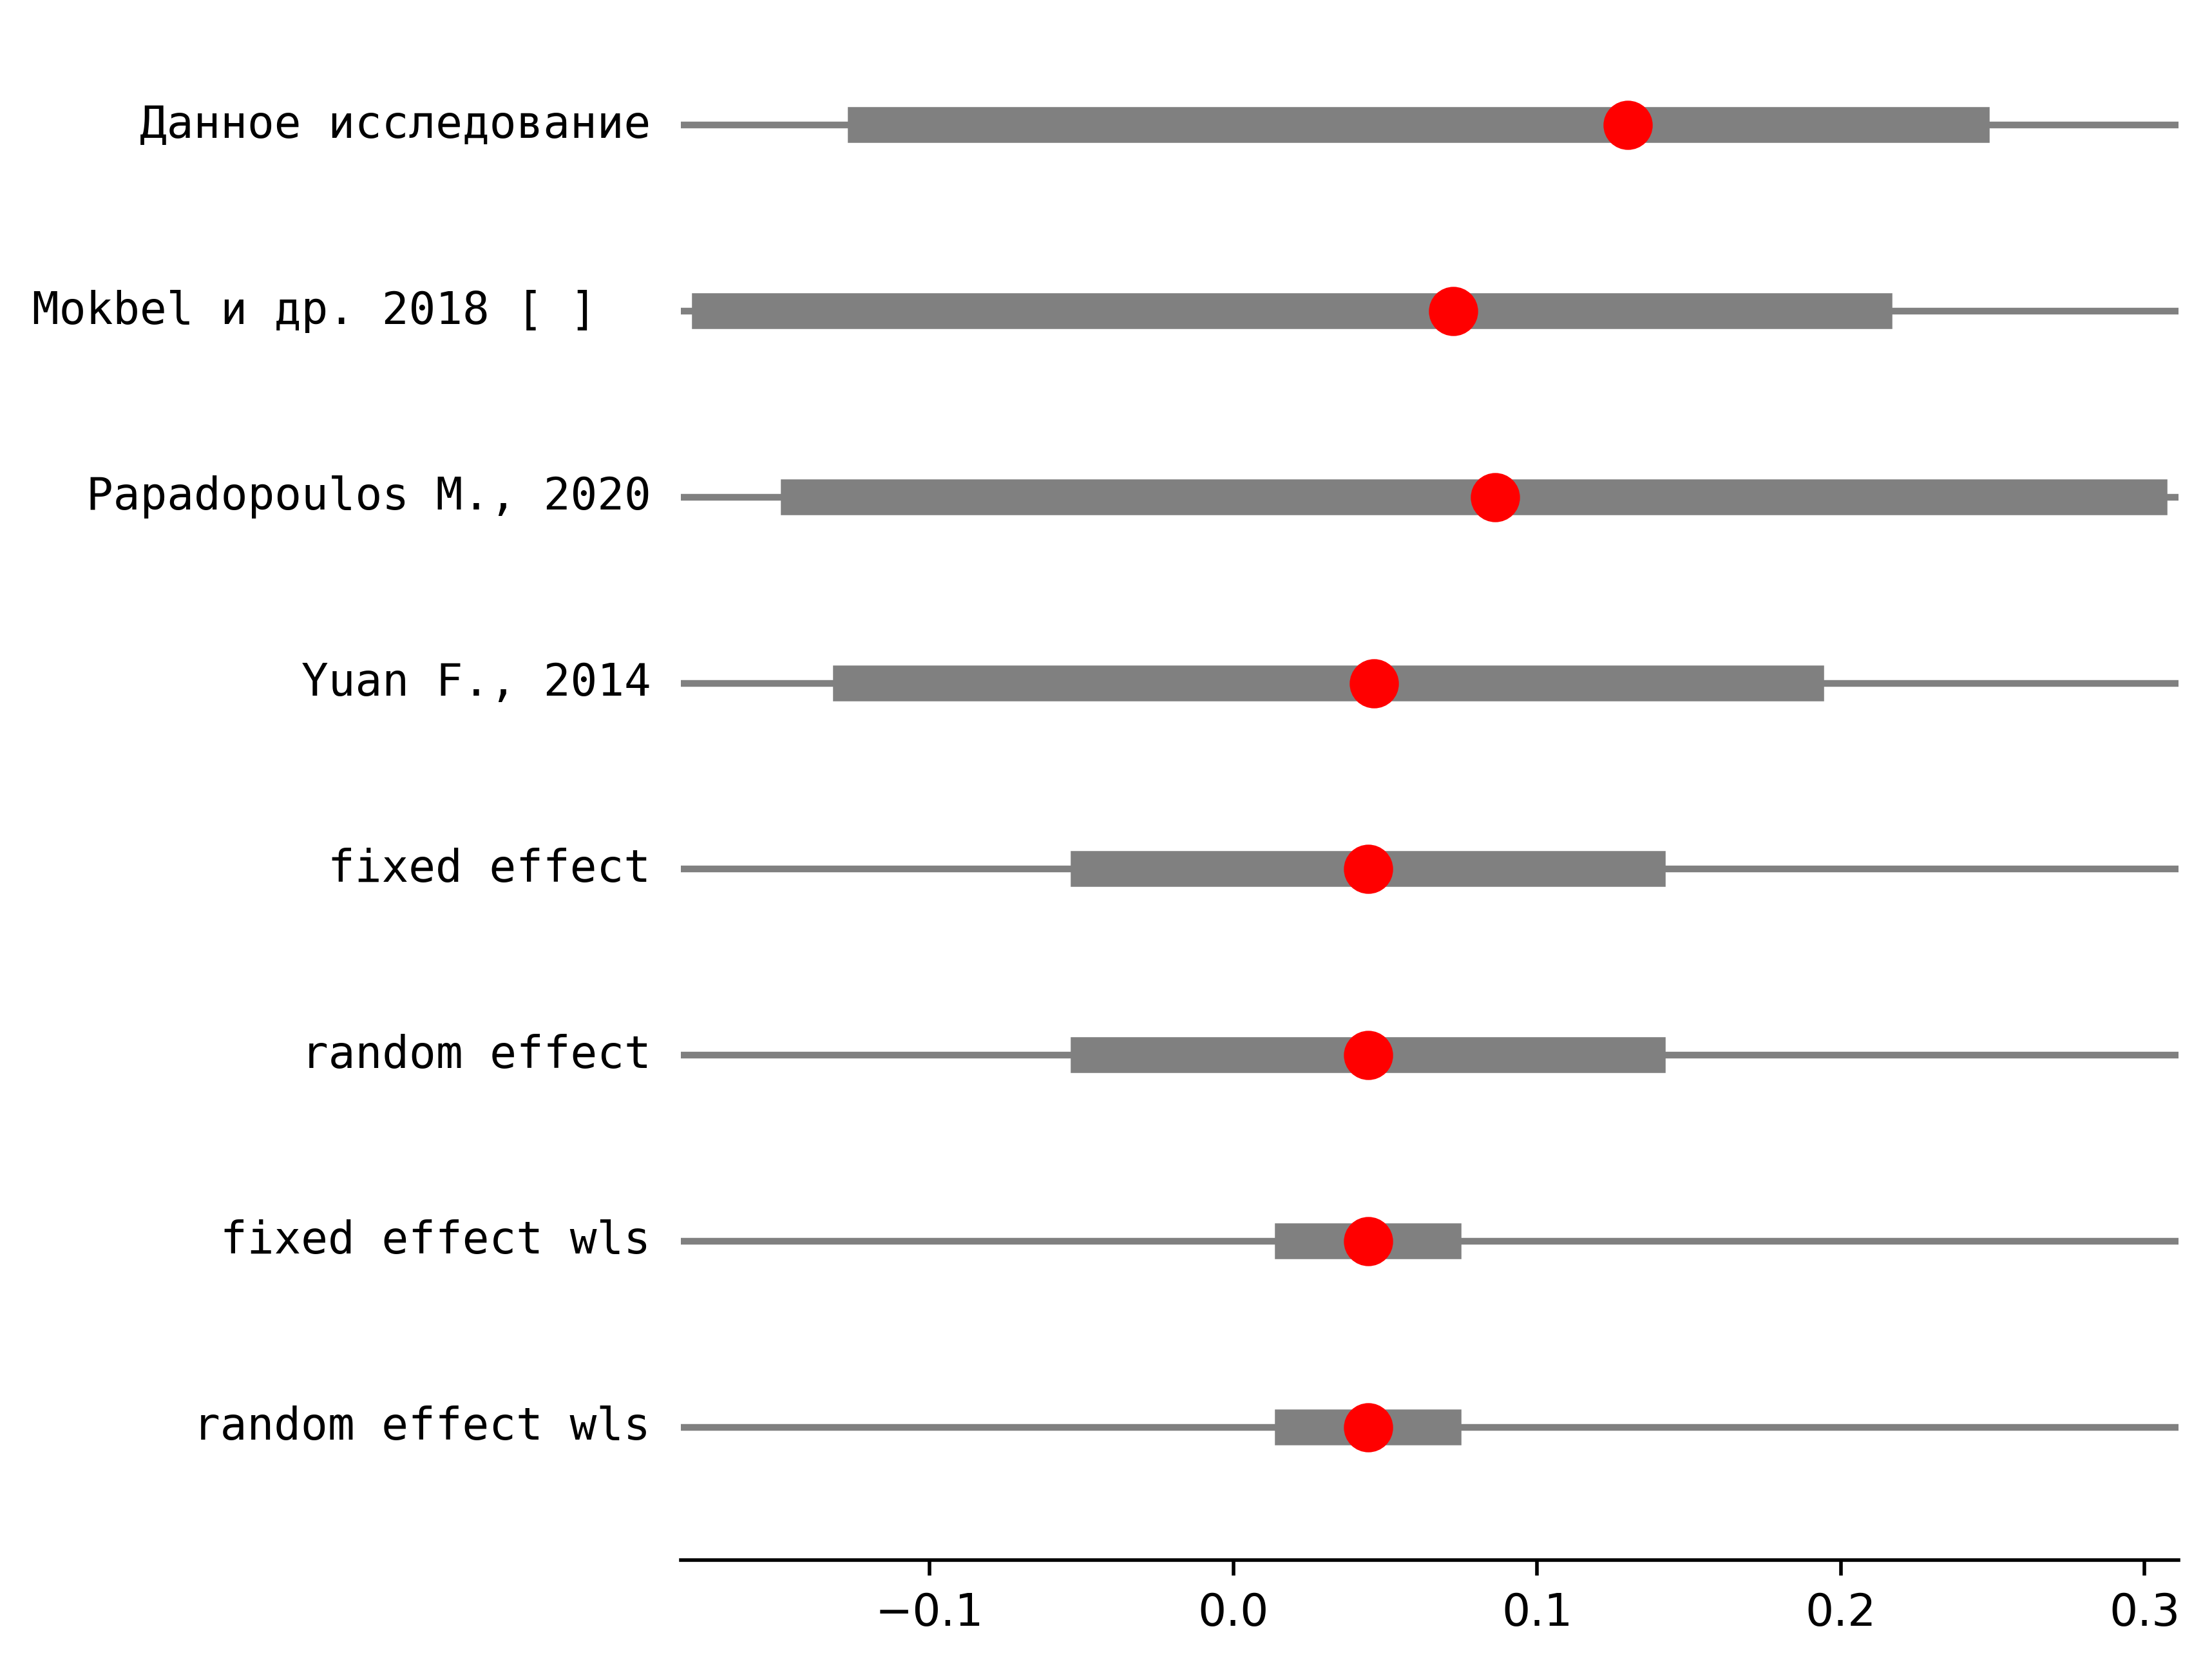 Данное исследование
Mokbel и др. 2018 [ ]
Papadopoulos M., 2020
Yuan F., 2014
fixed effect
random effect
fixed effect wls
random effect wls
−0.1 0.0 0.1 0.2 0.3